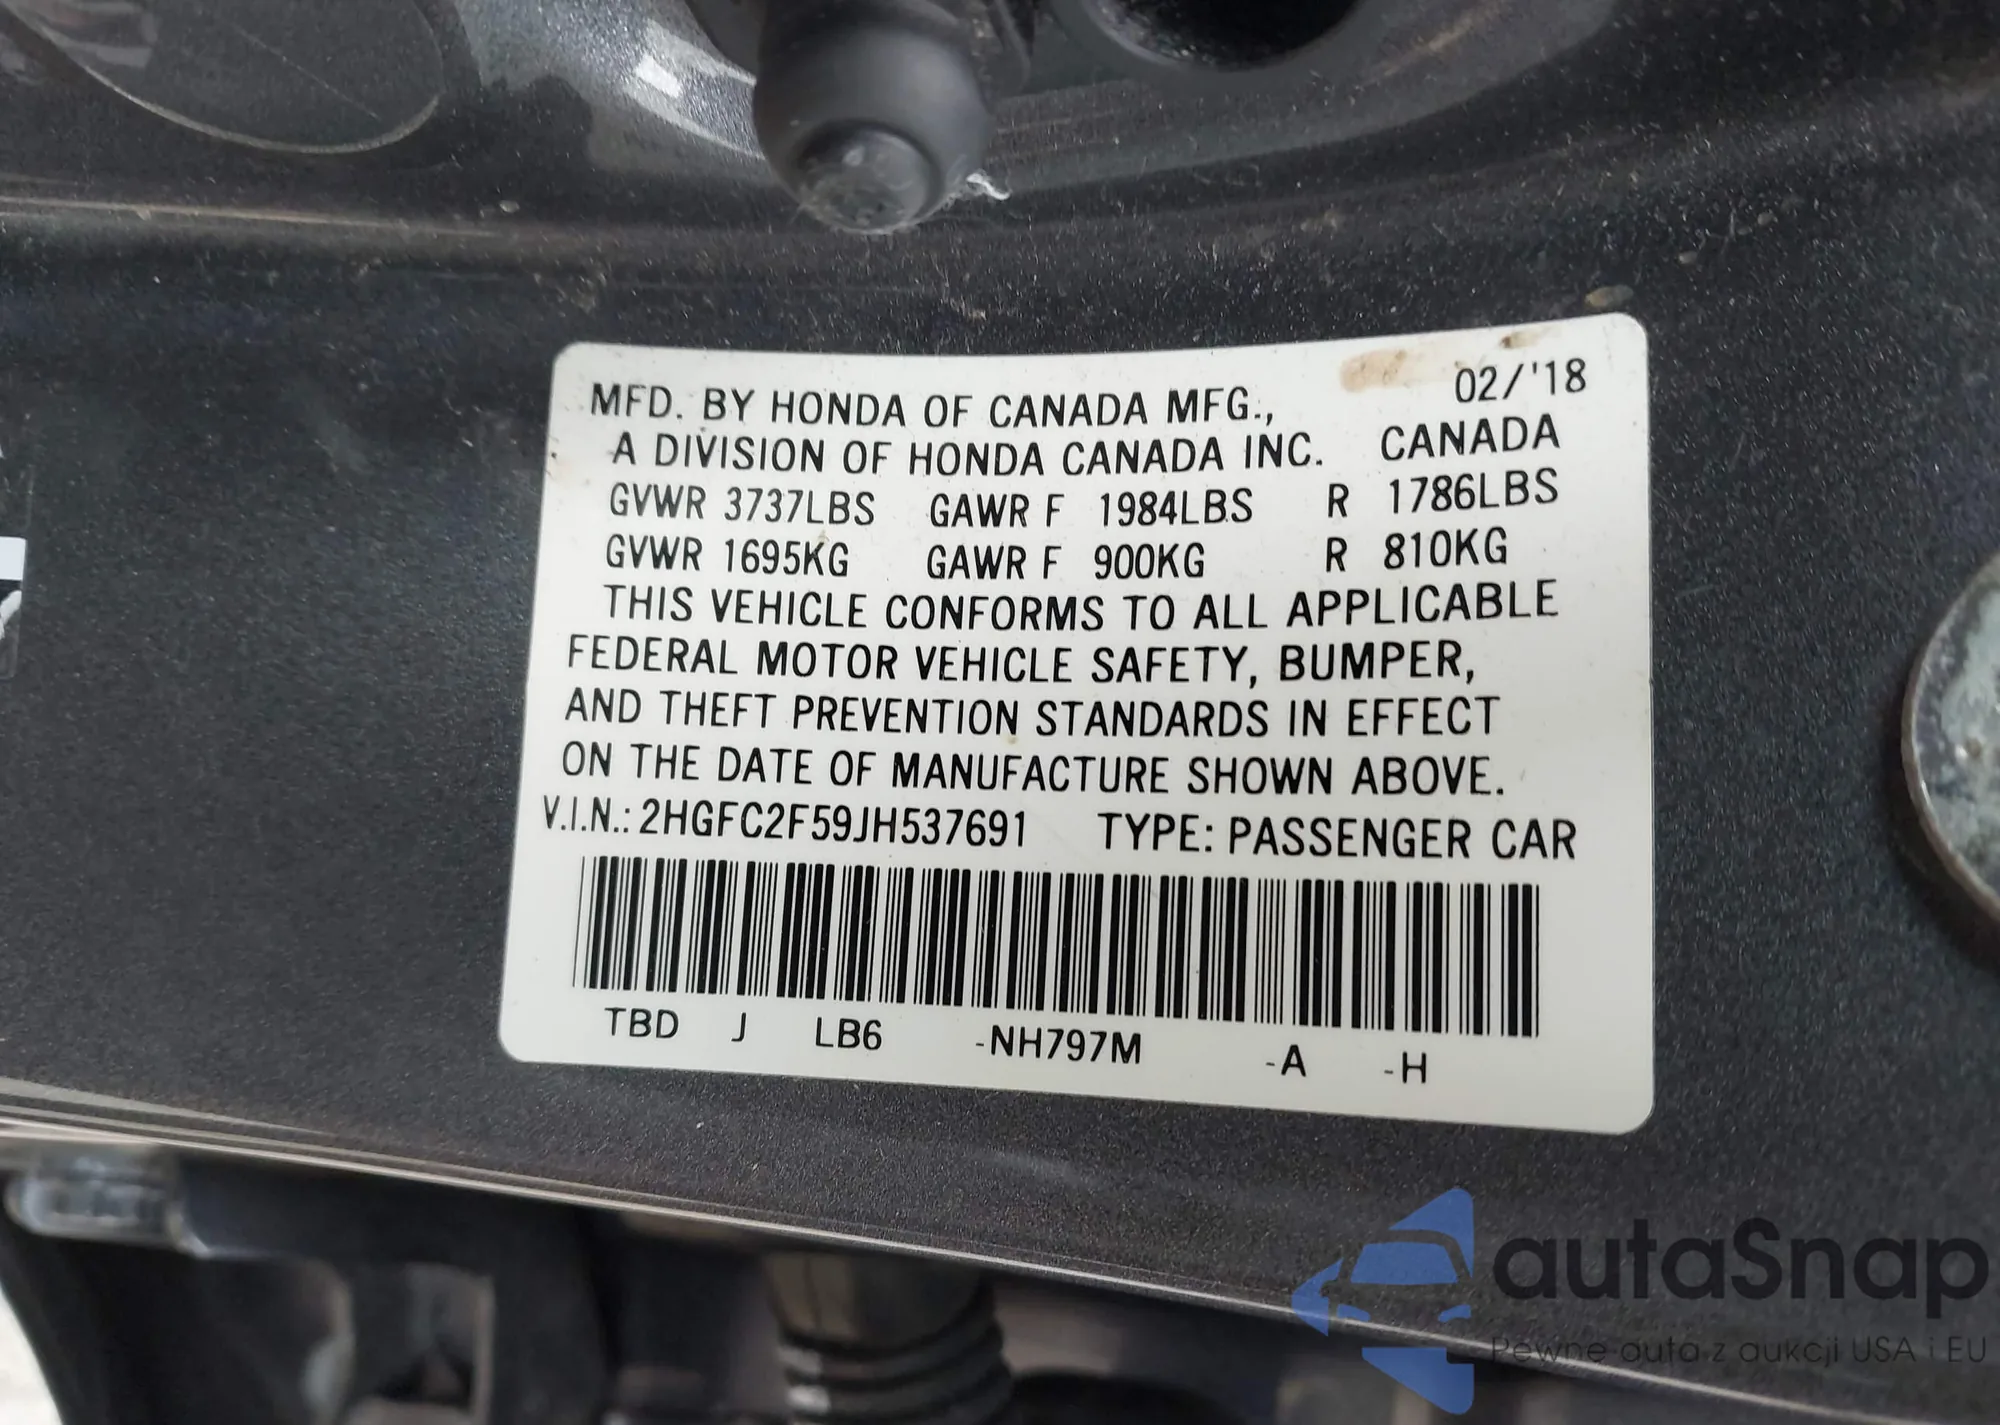 02/'18
MFD. BY HONDA OF CANADA MFG.,
A DIVISION OF HONDA CANADA INC. CANADA
GVWR 3737LBS GAWR F 1984LBS R 1786LBS
GVWR 1695KG GAWR F 900KG R 810KG
THIS VEHICLE CONFORMS TO ALL APPLICABLE
FEDERAL MOTOR VEHICLE SAFETY, BUMPER,
AND THEFT PREVENTION STANDARDS IN EFFECT
ON THE DATE OF MANUFACTURE SHOWN ABOVE.
V.I.N.: 2HGFC2F59JH537691 TYPE: PASSENGER CAR
TBD J LB6 -NH797M -A -H
autaSnap
Pewne auta z aukcji USA i EU